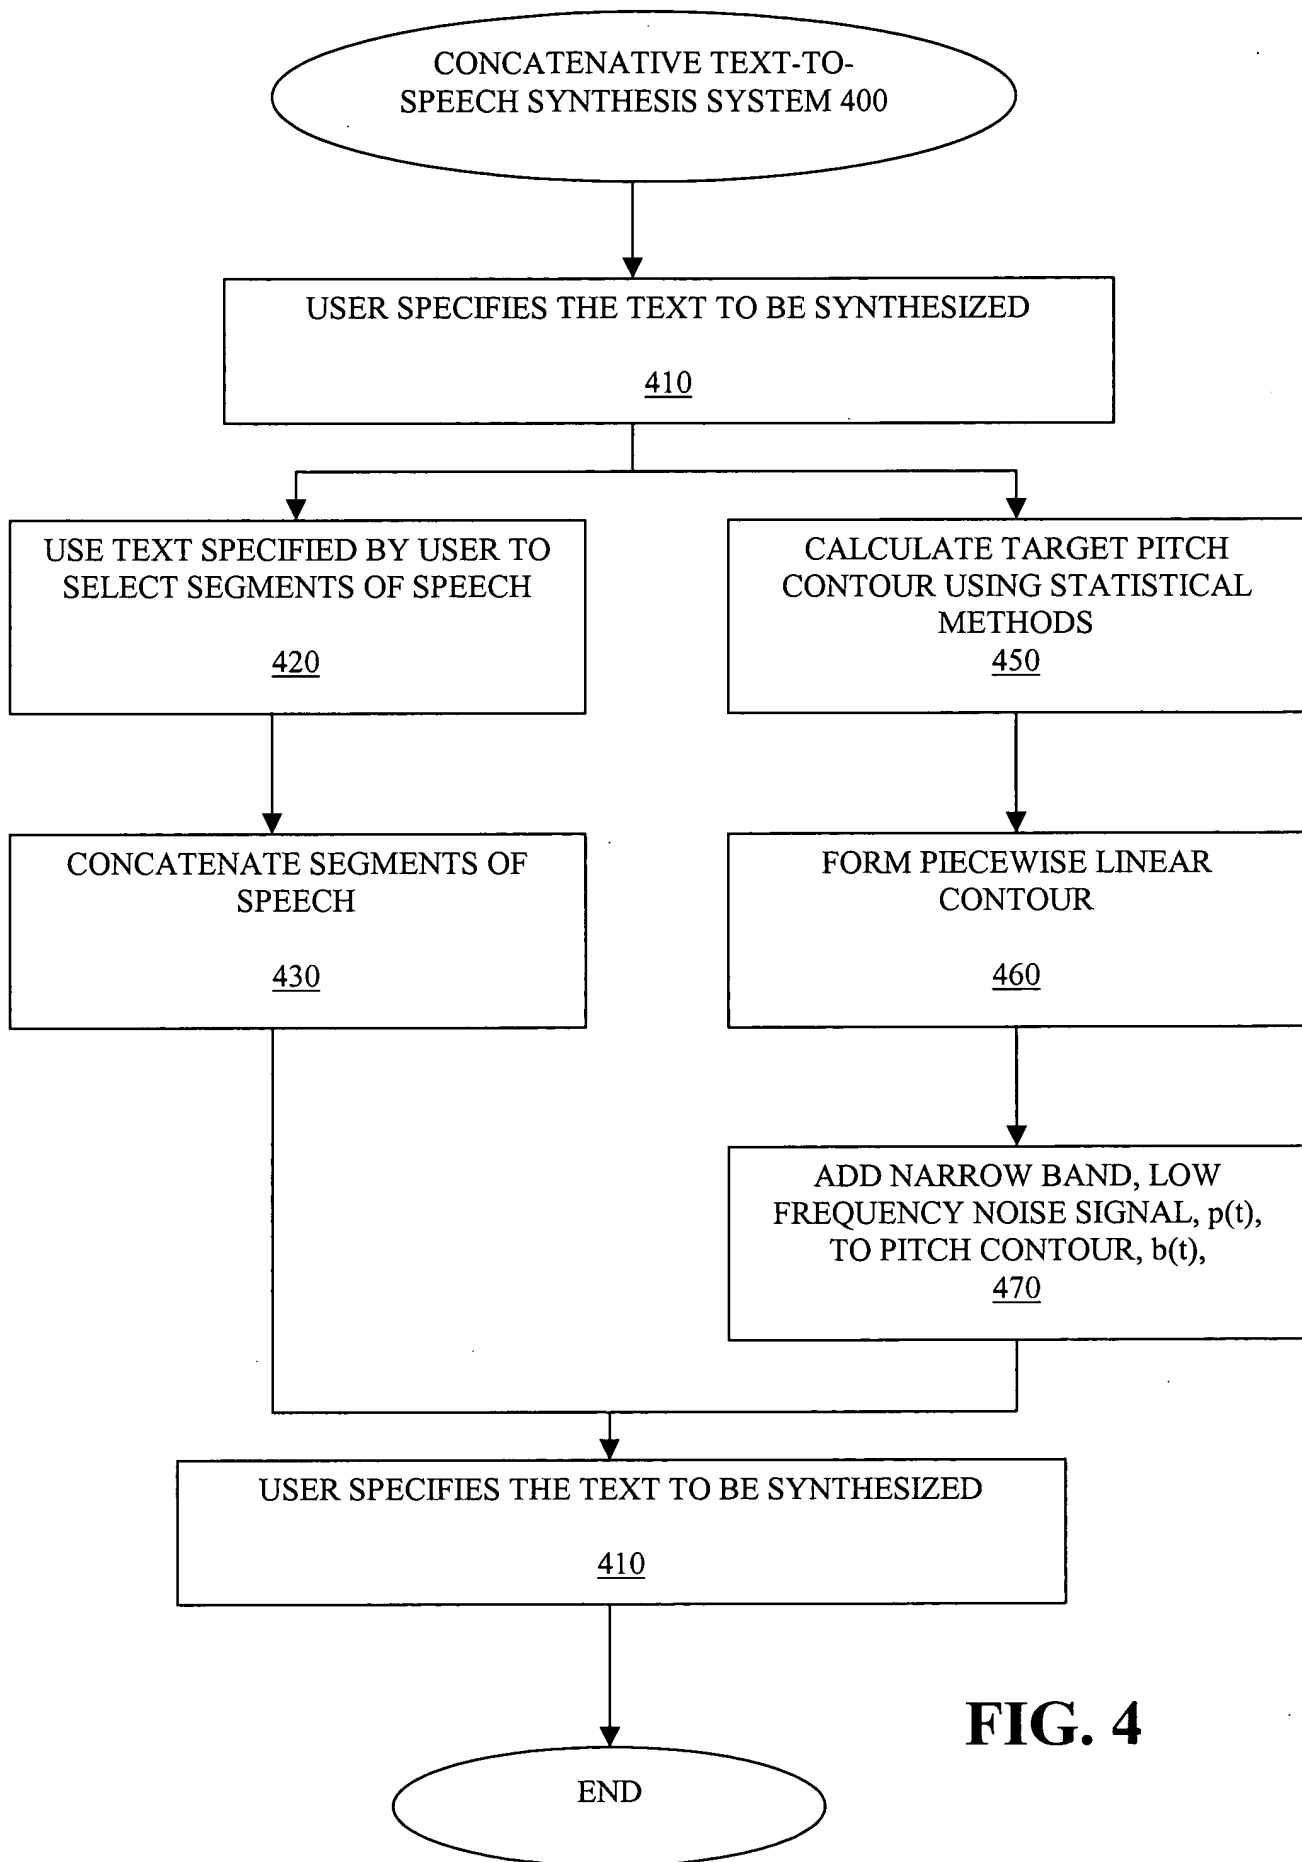 CONCATENATIVE TEXT-TO-
SPEECH SYNTHESIS SYSTEM 400
USER SPECIFIES THE TEXT TO BE SYNTHESIZED
410
USE TEXT SPECIFIED BY USER TO
SELECT SEGMENTS OF SPEECH
420
CALCULATE TARGET PITCH
CONTOUR USING STATISTICAL
METHODS
450
CONCATENATE SEGMENTS OF
SPEECH
430
FORM PIECEWISE LINEAR
CONTOUR
460
ADD NARROW BAND, LOW
FREQUENCY NOISE SIGNAL, p(t),
TO PITCH CONTOUR, b(t),
470
USER SPECIFIES THE TEXT TO BE SYNTHESIZED
410
END
FIG. 4